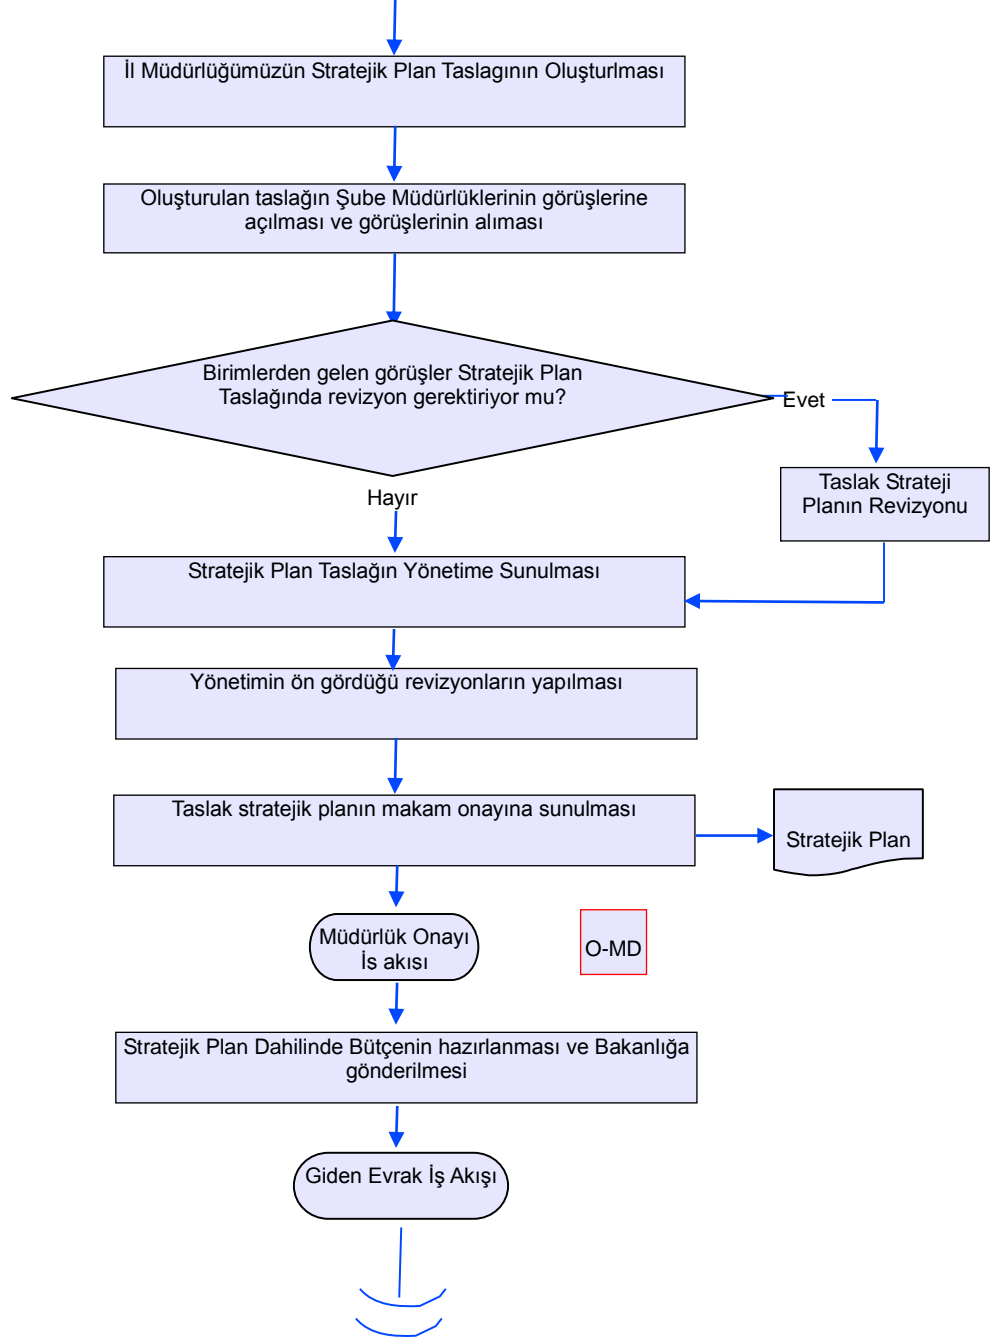 İl Müdürlüğümüzün Stratejik Plan Taslagının Oluşturlması
Oluşturulan taslağın Şube Müdürlüklerinin görüşlerine
açılması ve görüşlerinin alıması
Birimlerden gelen görüşler Stratejik Plan
Taslağında revizyon gerektiriyor mu?
Evet
Taslak Strateji
Planın Revizyonu
Hayır
Stratejik Plan Taslağın Yönetime Sunulması
Yönetimin ön gördüğü revizyonların yapılması
Taslak stratejik planın makam onayına sunulması
Stratejik Plan
Müdürlük Onayı
İs akısı
O-MD
Stratejik Plan Dahilinde Bütçenin hazırlanması ve Bakanlığa
gönderilmesi
Giden Evrak İş Akışı